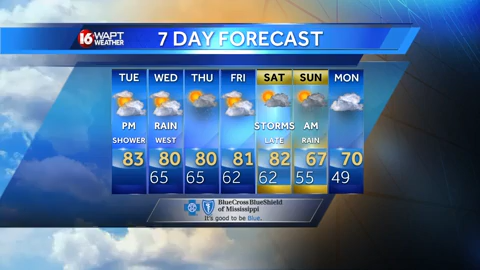 16 WAPT WEATHER 7 DAY FORECAST
TUE WED THU FRI SAT SUN MON
PM RAIN STORMS AM
SHOWER WEST LATE RAIN
83 80 80 81 82 67 70
65 65 62 62 55 49
BlueCross BlueShield
of Mississippi
It's good to be Blue.